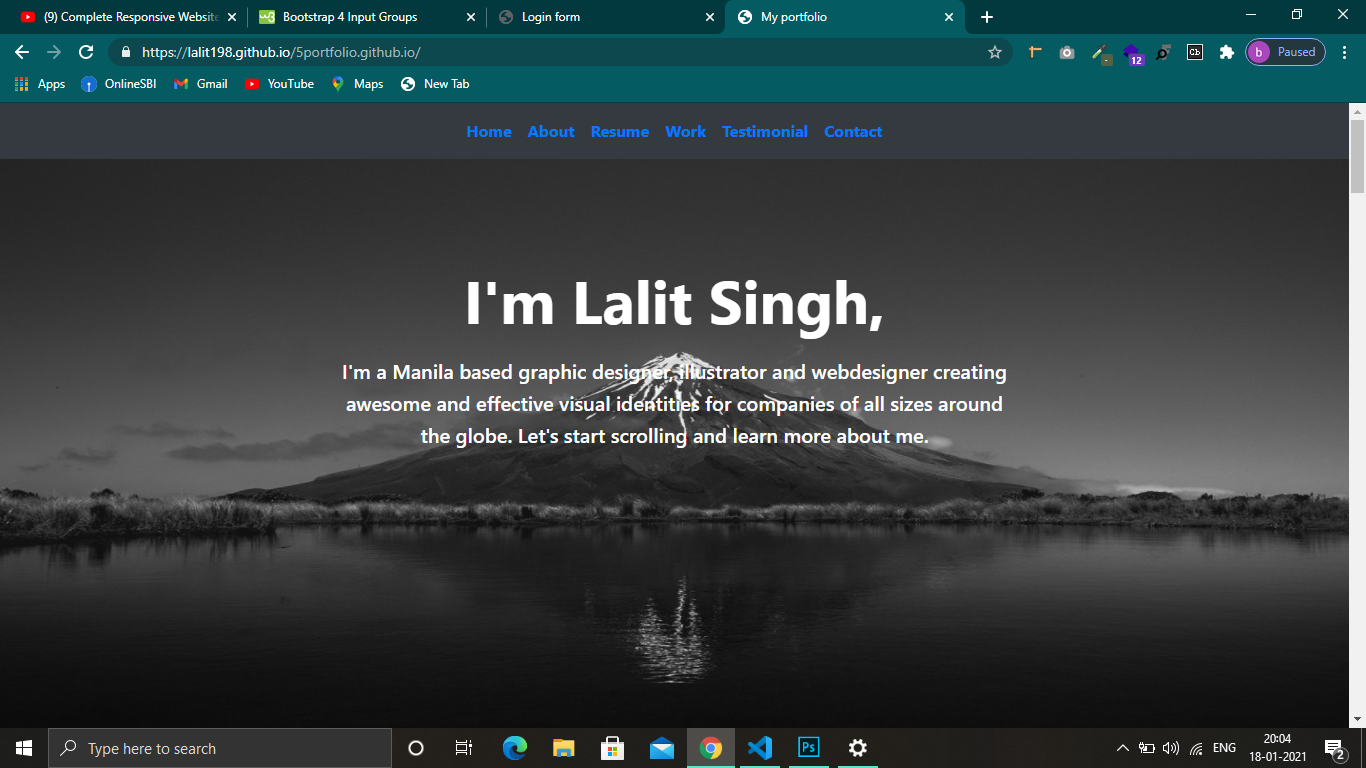 (9) Complete Responsive Website
Bootstrap 4 Input Groups
Login form
My portfolio
https://lalit198.github.io/5portfolio.github.io/
12
Cb
b
Paused
Apps
OnlineSBI
Gmail
YouTube
Maps
New Tab
Home
About
Resume
Work
Testimonial
Contact
I'm Lalit Singh,
I'm a Manila based graphic designer, illustrator and webdesigner creating
awesome and effective visual identities for companies of all sizes around
the globe. Let's start scrolling and learn more about me.
Type here to search
Ps
ENG
20:04
18-01-2021
2